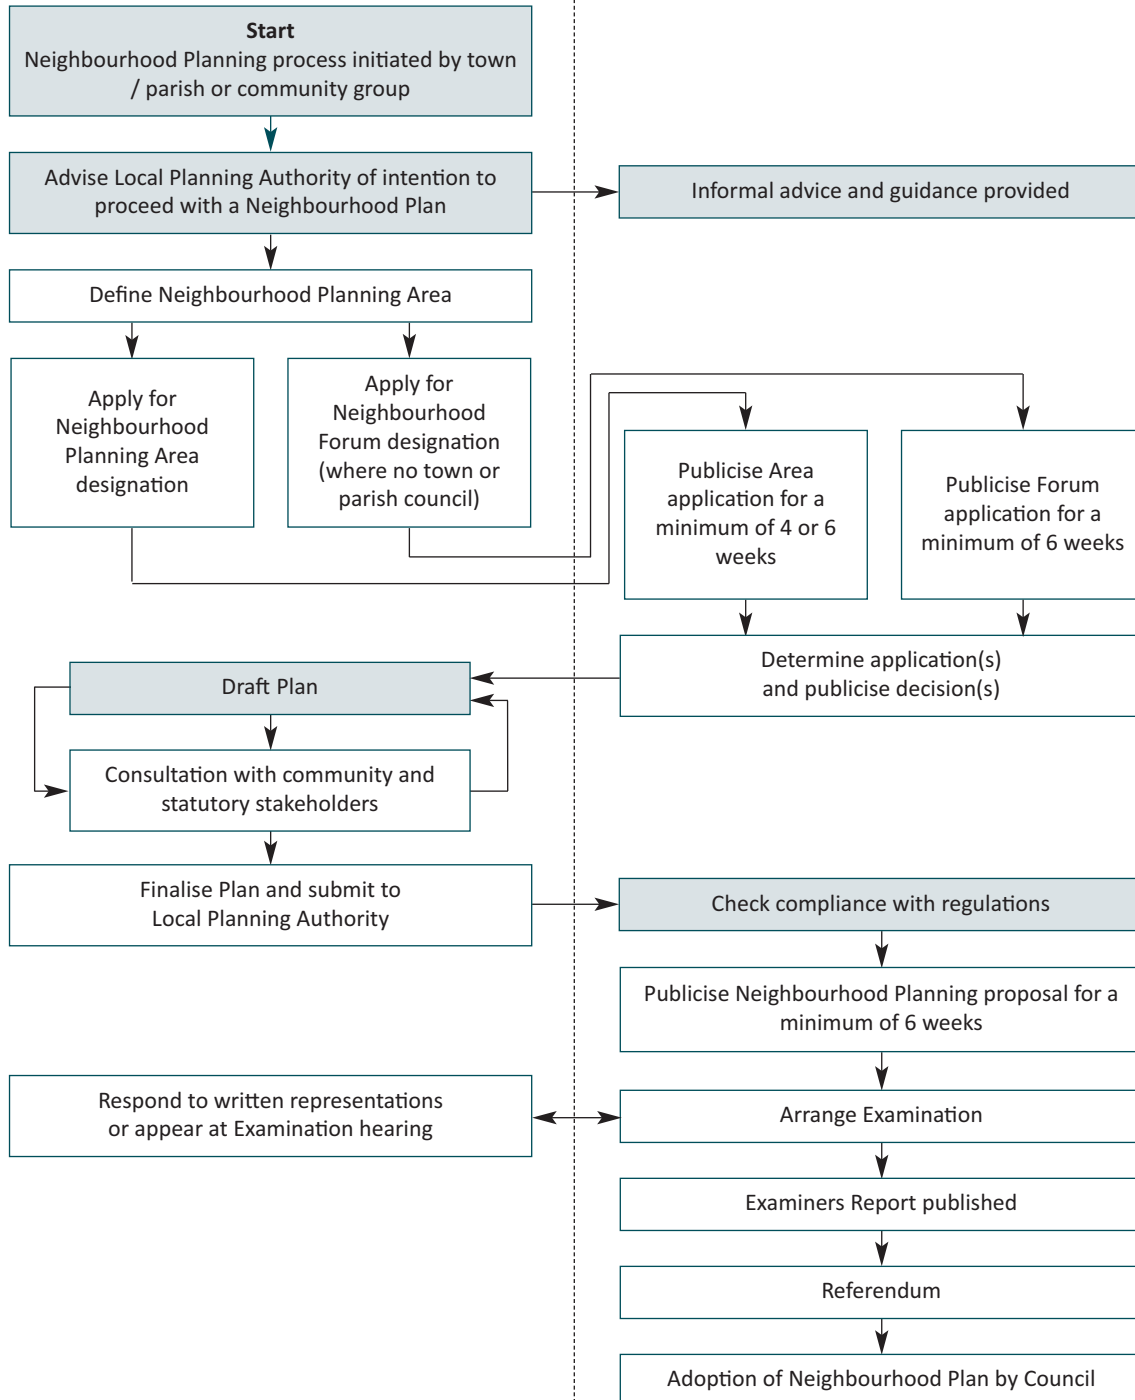 Start
Neighbourhood Planning process initiated by town
/ parish or community group
Advise Local Planning Authority of intention to
proceed with a Neighbourhood Plan
Informal advice and guidance provided
Define Neighbourhood Planning Area
Apply for
Neighbourhood
Planning Area
designation
Apply for
Neighbourhood
Forum designation
(where no town or
parish council)
Publicise Area
application for a
minimum of 4 or 6
weeks
Publicise Forum
application for a
minimum of 6 weeks
Determine application(s)
and publicise decision(s)
Draft Plan
Consultation with community and
statutory stakeholders
Finalise Plan and submit to
Local Planning Authority
Check compliance with regulations
Publicise Neighbourhood Planning proposal for a
minimum of 6 weeks
Respond to written representations
or appear at Examination hearing
Arrange Examination
Examiners Report published
Referendum
Adoption of Neighbourhood Plan by Council